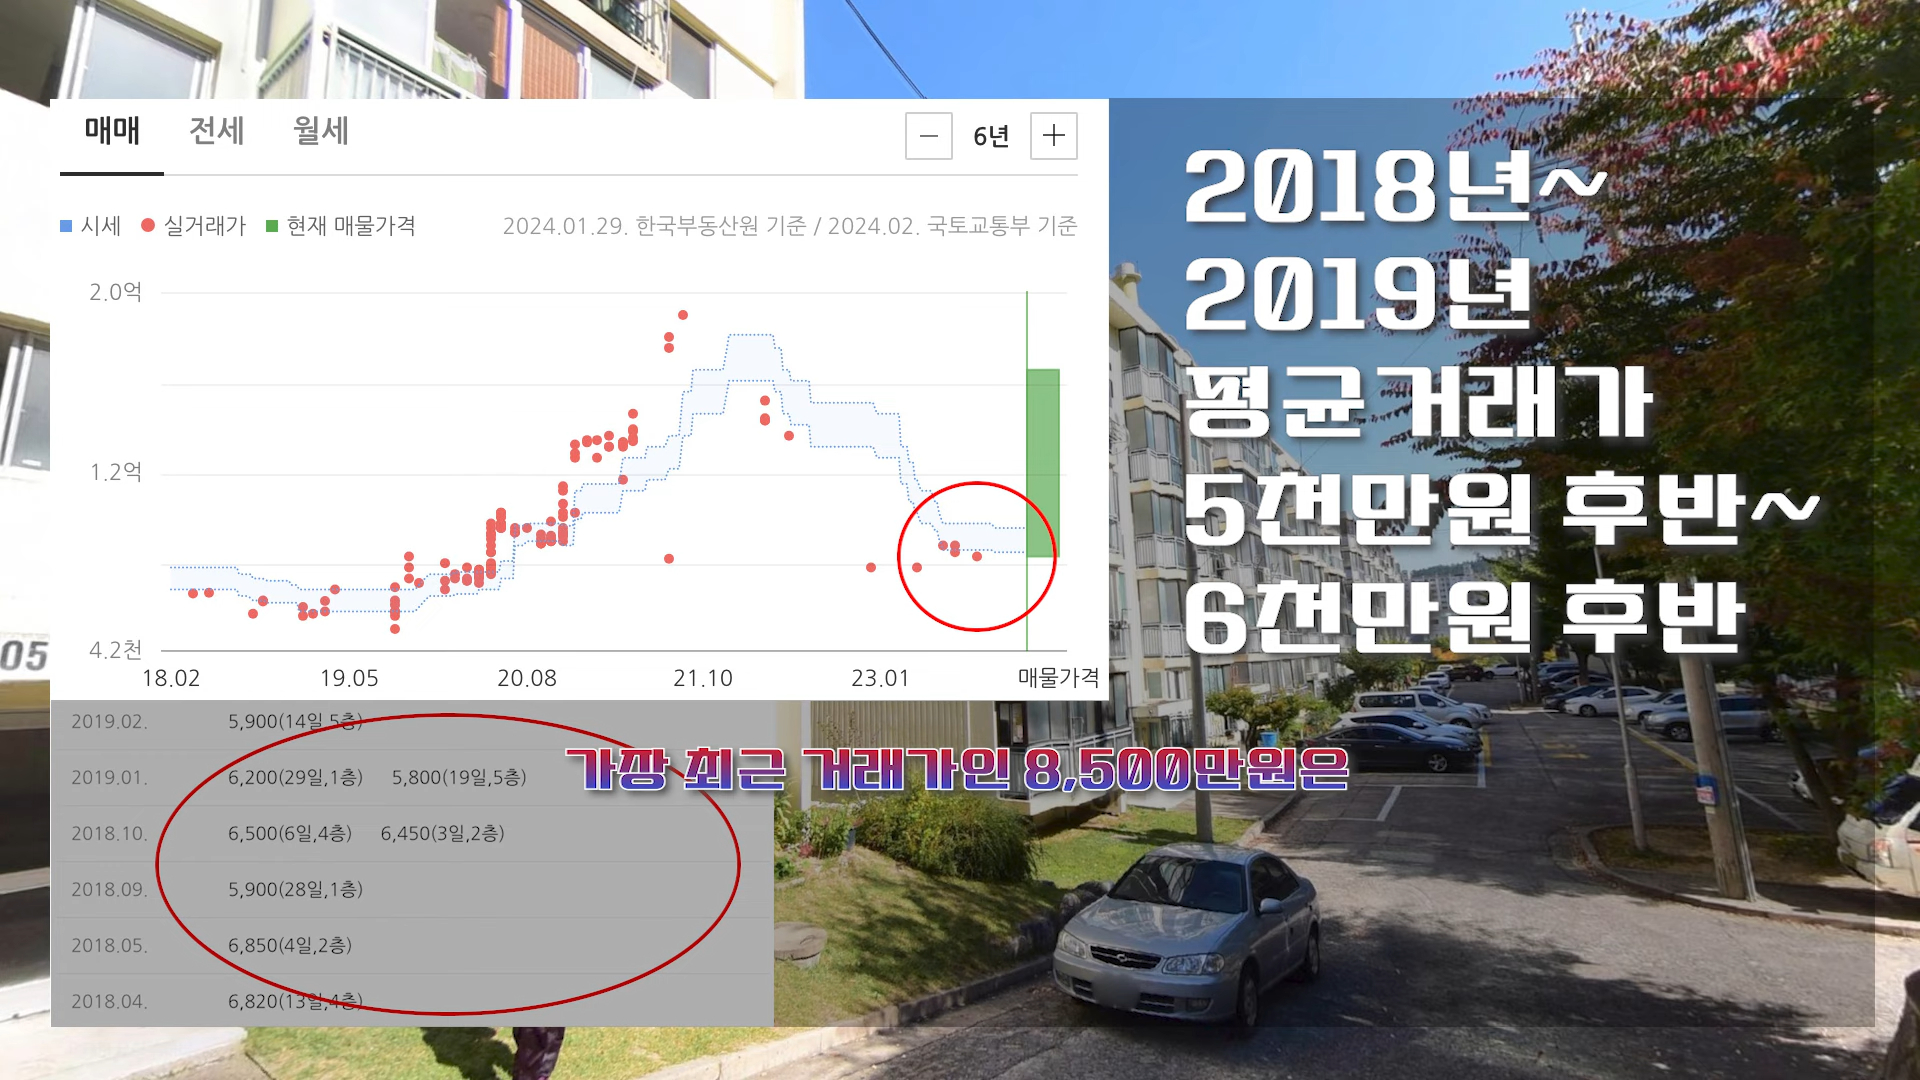 매매 전세 월세 6년
시세 실거래가 현재 매물가격 2024.01.29. 한국부동산원 기준 / 2024.02. 국토교통부 기준
2.0억
1.2억
4.2천
18.02 19.05 20.08 21.10 23.01 매물가격
2018년~
2019년
평균거래가
5천만원 후반~
6천만원 후반
05
2019.02. 5,900(14일,5층)
2019.01. 6,200(29일,1층) 5,800(19일,5층)
2018.10. 6,500(6일,4층) 6,450(3일,2층)
2018.09. 5,900(28일,1층)
2018.05. 6,850(4일,2층)
2018.04. 6,820(13일,4층)
가장 최근 거래가인 8,500만원은